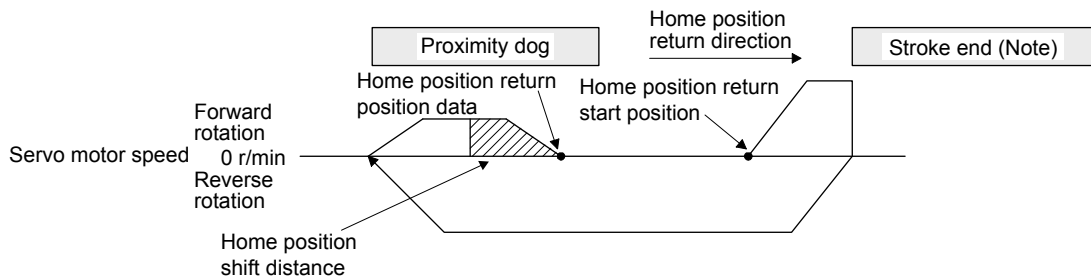 Proximity dog
Home position
return direction
Stroke end (Note)
Home position return
position data
Home position return
start position
Forward
rotation
Servo motor speed 0 r/min
Reverse
rotation
Home position
shift distance